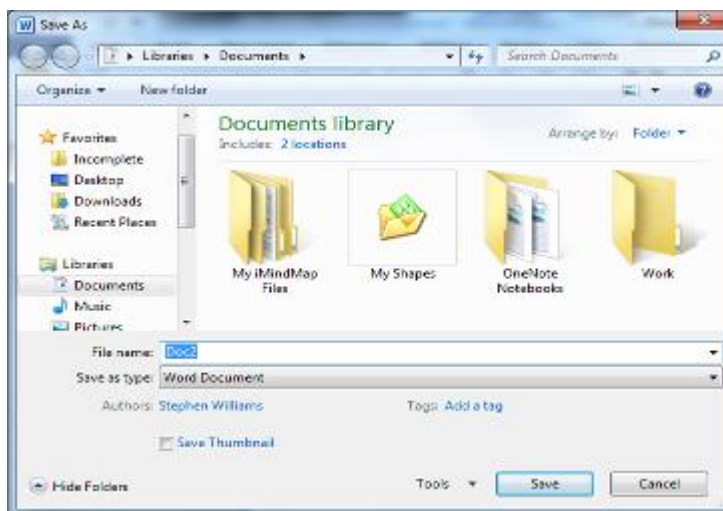 Save As
Libraries Documents
Search Documents
Organize New folder
Documents library
Includes: 2 locations
Arrange by: Folder
Favorites
Incomplete
Desktop
Downloads
Recent Places
Libraries
Documents
Music
Pictures
My iMindMap Files
My Shapes
OneNote Notebooks
Work
File name: Doc2
Save as type: Word Document
Authors: Stephen Williams
Tags: Add a tag
Save Thumbnail
Hide Folders
Tools
Save
Cancel